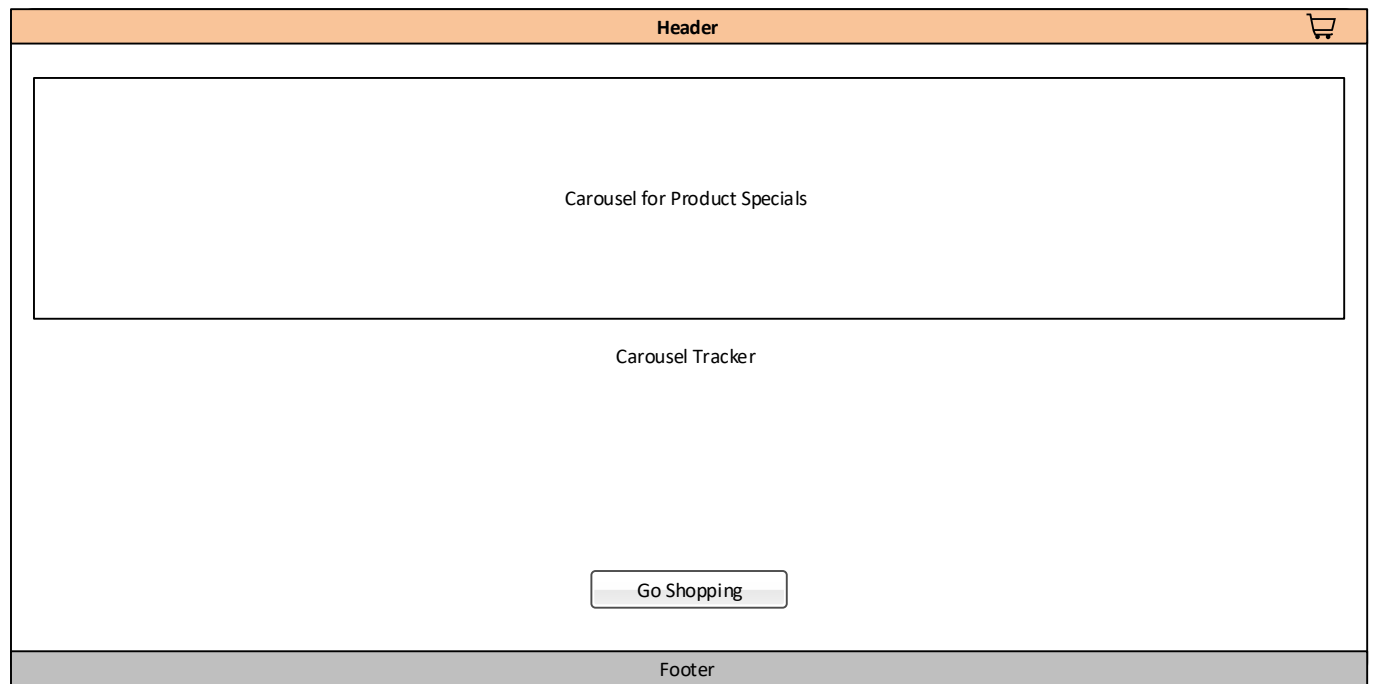 Header
Carousel for Product Specials
Carousel Tracker
Go Shopping
Footer